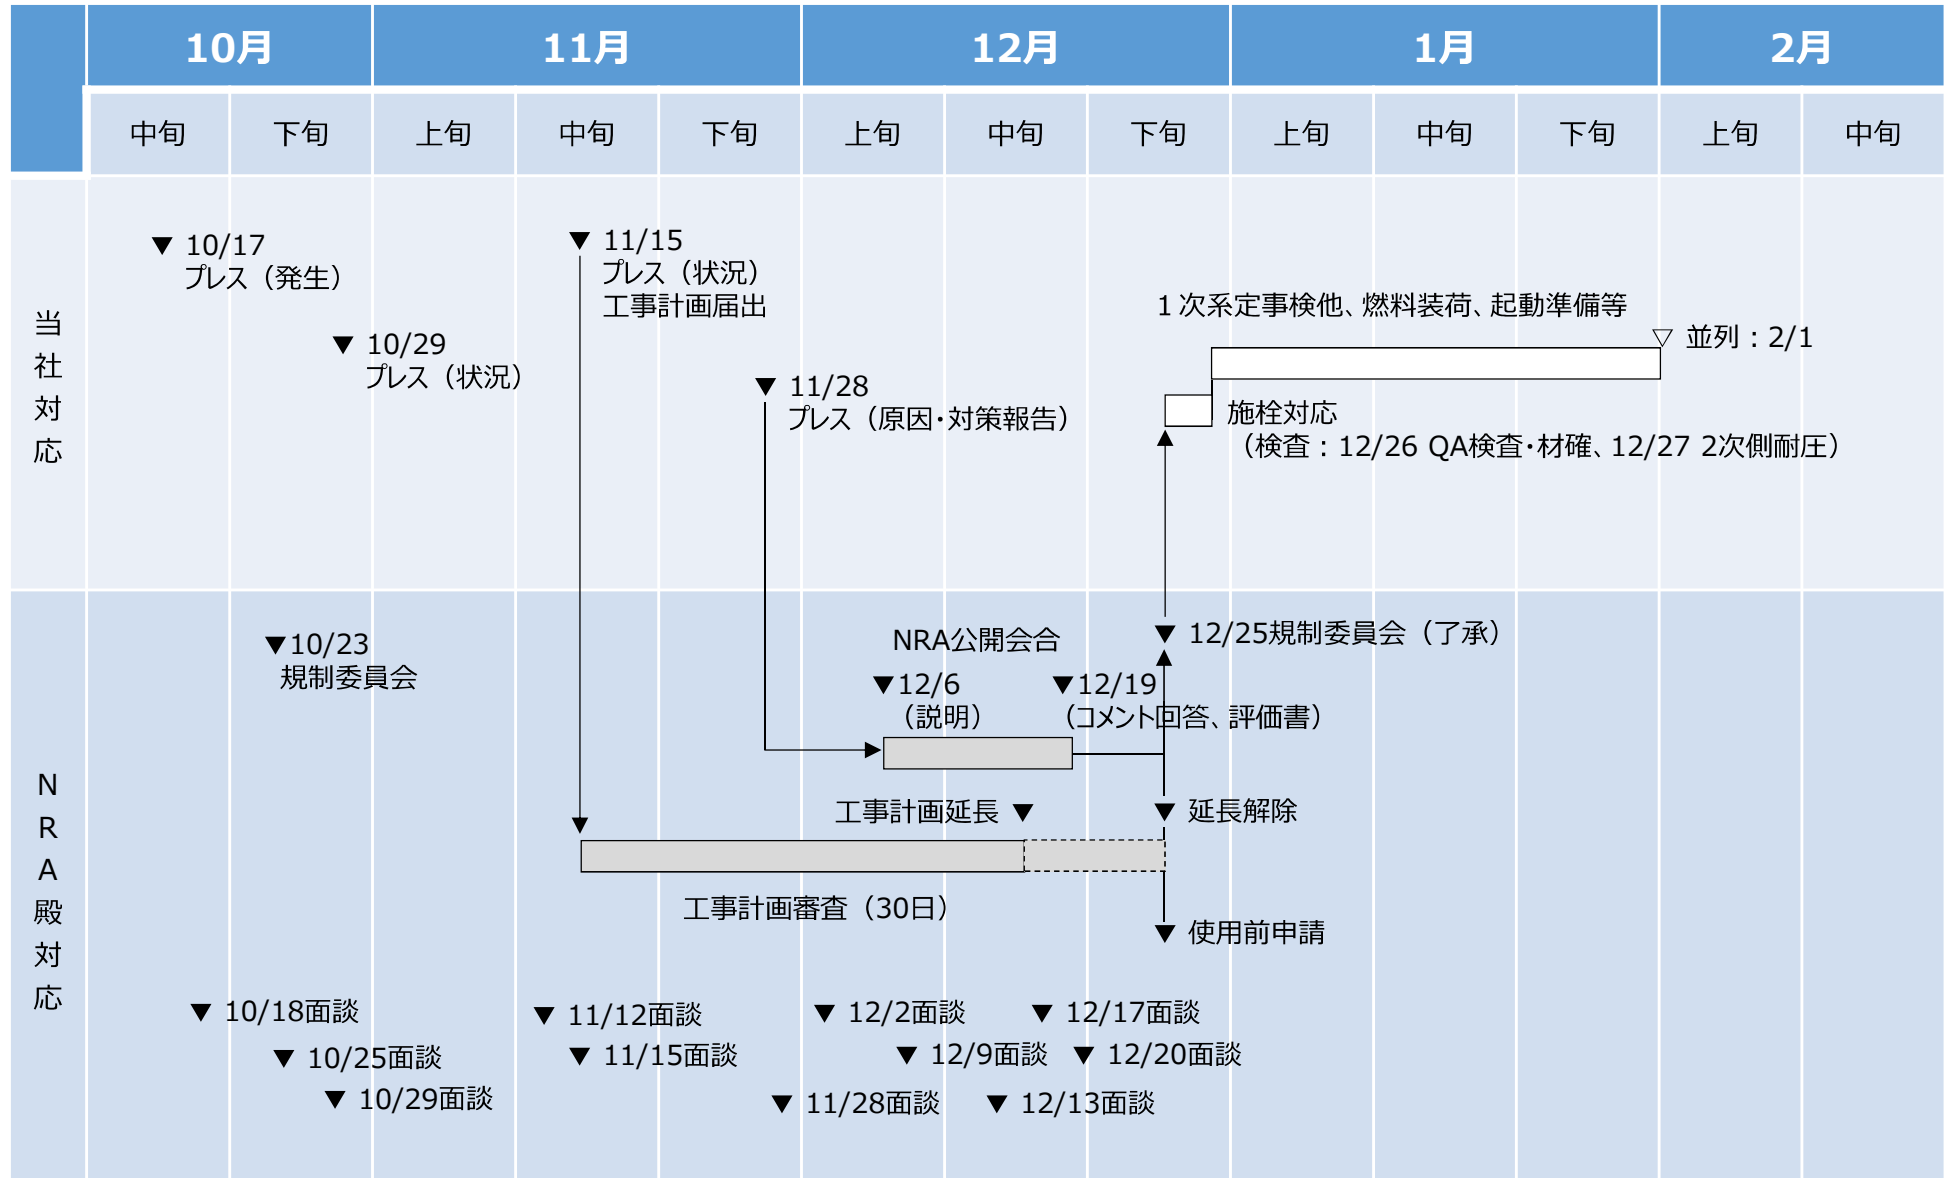 10月 11月 12月 1月 2月
中旬 下旬 上旬 中旬 下旬 上旬 中旬 下旬 上旬 中旬 下旬 上旬 中旬
当社対応
▼ 10/17
プレス（発生）
▼ 10/29
プレス（状況）
▼ 11/15
プレス（状況）
工事計画届出
▼ 11/28
プレス（原因・対策報告）
１次系定事検他、燃料装荷、起動準備等
▽ 並列：2/1
施栓対応
（検査：12/26 QA検査・材確、12/27 2次側耐圧）
NRA殿対応
▼10/23
規制委員会
NRA公開会合
▼12/6
（説明）
▼12/19
（コメント回答、評価書）
▼ 12/25規制委員会（了承）
工事計画延長 ▼
▼ 延長解除
工事計画審査（30日）
▼ 使用前申請
▼ 10/18面談
▼ 10/25面談
▼ 10/29面談
▼ 11/12面談
▼ 11/15面談
▼ 11/28面談
▼ 12/2面談
▼ 12/9面談
▼ 12/13面談
▼ 12/17面談
▼ 12/20面談